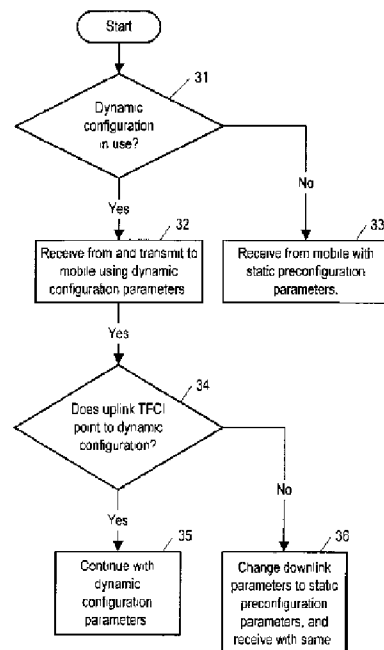 Start
31
Dynamic
configuration
in use?
No
Yes
32
33
Receive from and transmit to
mobile using dynamic
configuration parameters
Receive from mobile with
static preconfiguration
parameters.
Yes
34
Does uplink TFCI
point to dynamic
configuration?
No
Yes
35
36
Continue with
dynamic
configuration
parameters
Change downlink
parameters to static
preconfiguration
parameters, and
receive with same